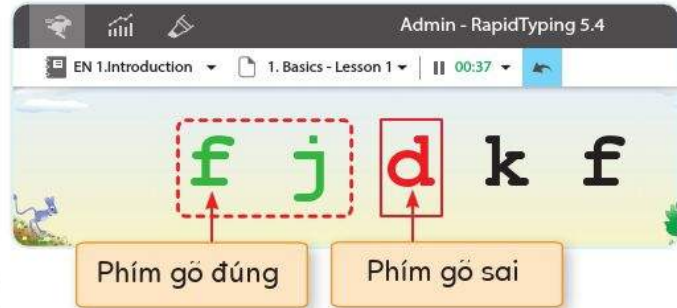 Admin - RapidTyping 5.4
EN 1.Introduction 1. Basics - Lesson 1 00:37
f j d k f
Phím gõ đúng Phím gõ sai